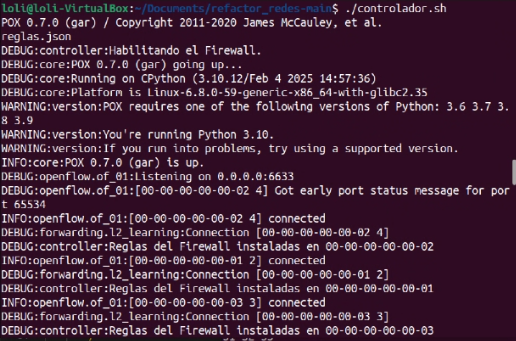 loli@loli-VirtualBox:~/Documents/refactor_redes-main$ ./controlador.sh
POX 0.7.0 (gar) / Copyright 2011-2020 James McCauley, et al.
reglas.json
DEBUG:controller:Habilitando el Firewall.
DEBUG:core:POX 0.7.0 (gar) going up...
DEBUG:core:Running on CPython (3.10.12/Feb 4 2025 14:57:36)
DEBUG:core:Platform is Linux-6.8.0-59-generic-x86_64-with-glibc2.35
WARNING:version:POX requires one of the following versions of Python: 3.6 3.7 3.
8 3.9
WARNING:version:You're running Python 3.10.
WARNING:version:If you run into problems, try using a supported version.
INFO:core:POX 0.7.0 (gar) is up.
DEBUG:openflow.of_01:Listening on 0.0.0.0:6633
DEBUG:openflow.of_01:[00-00-00-00-00-02 4] Got early port status message for por
t 65534
INFO:openflow.of_01:[00-00-00-00-00-02 4] connected
DEBUG:forwarding.l2_learning:Connection [00-00-00-00-00-02 4]
DEBUG:controller:Reglas del Firewall instaladas en 00-00-00-00-00-02
INFO:openflow.of_01:[00-00-00-00-00-01 2] connected
DEBUG:forwarding.l2_learning:Connection [00-00-00-00-00-01 2]
DEBUG:controller:Reglas del Firewall instaladas en 00-00-00-00-00-01
INFO:openflow.of_01:[00-00-00-00-00-03 3] connected
DEBUG:forwarding.l2_learning:Connection [00-00-00-00-00-03 3]
DEBUG:controller:Reglas del Firewall instaladas en 00-00-00-00-00-03